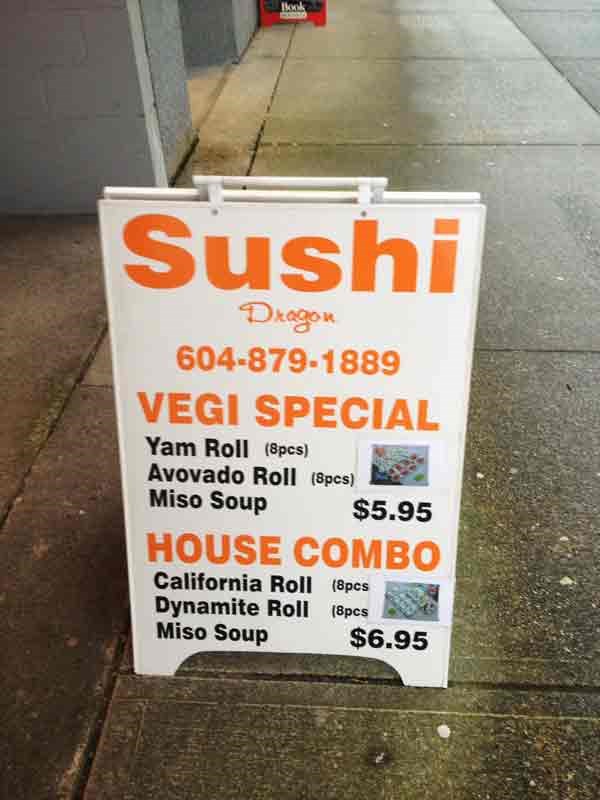 Book
Sushi
Dragon
604-879-1889
VEGI SPECIAL
Yam Roll (8pcs)
Avovado Roll (8pcs)
Miso Soup
$5.95
HOUSE COMBO
California Roll (8pcs
Dynamite Roll (8pcs
Miso Soup
$6.95